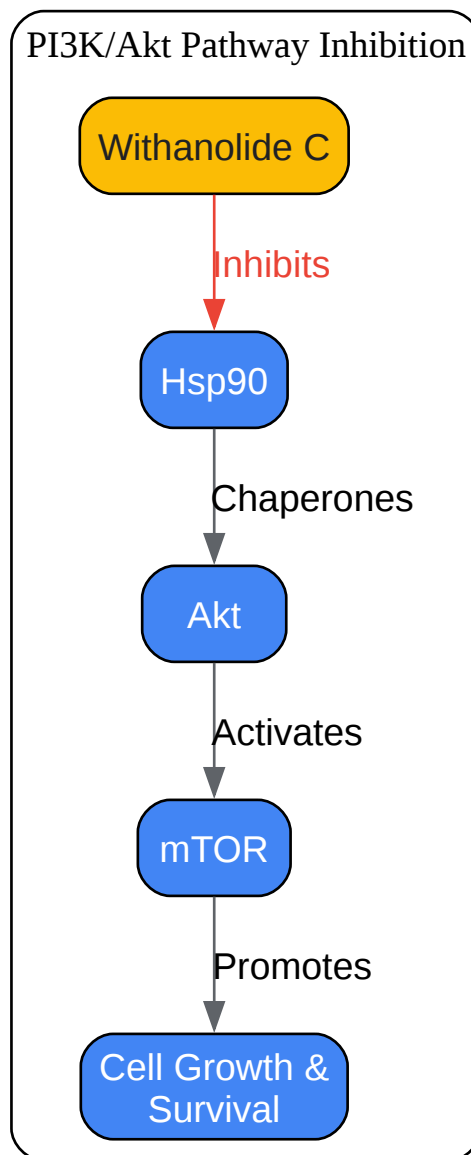 PI3K/Akt Pathway Inhibition
Withanolide C
Inhibits
Hsp90
Chaperones
Akt
Activates
mTOR
Promotes
Cell Growth &
Survival